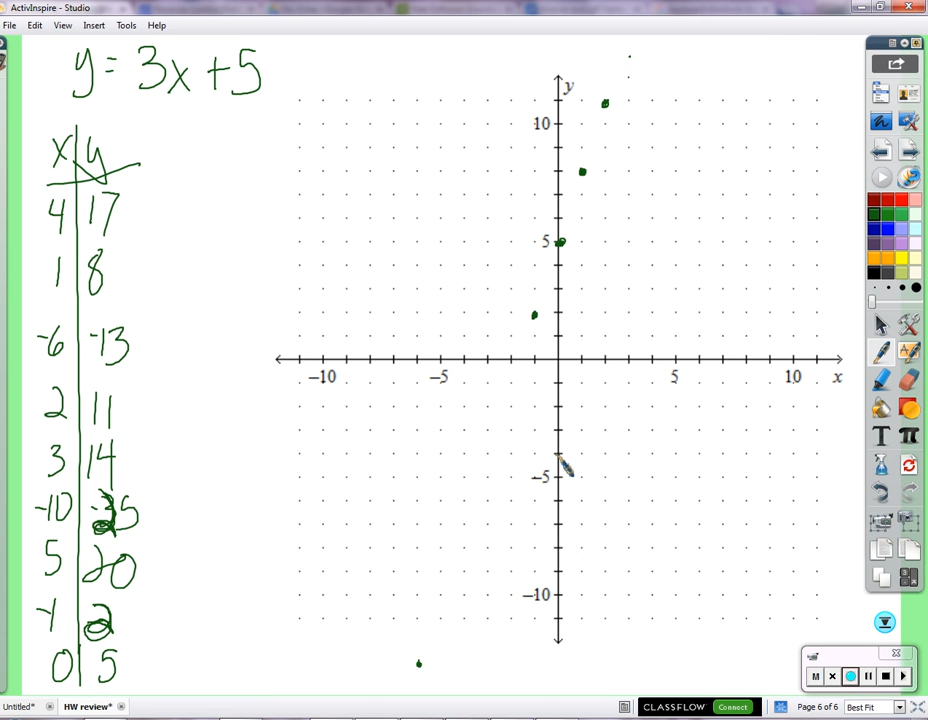 ActivInspire - Studio
File Edit View Insert Tools Help
y = 3x + 5
x y
4 17
1 8
-6 -13
2 11
3 14
-10 -25
5 20
-1 2
0 5
y
10
5
-10 -5 5 10 x
-5
-10
M
Untitled* HW review* CLASSFLOW Connect Page 6 of 6 Best Fit